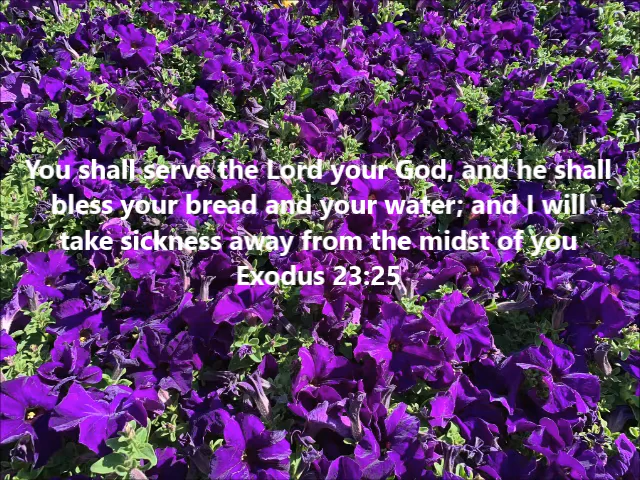 You shall serve the Lord your God, and he shall
bless your bread and your water; and I will
take sickness away from the midst of you
Exodus 23:25